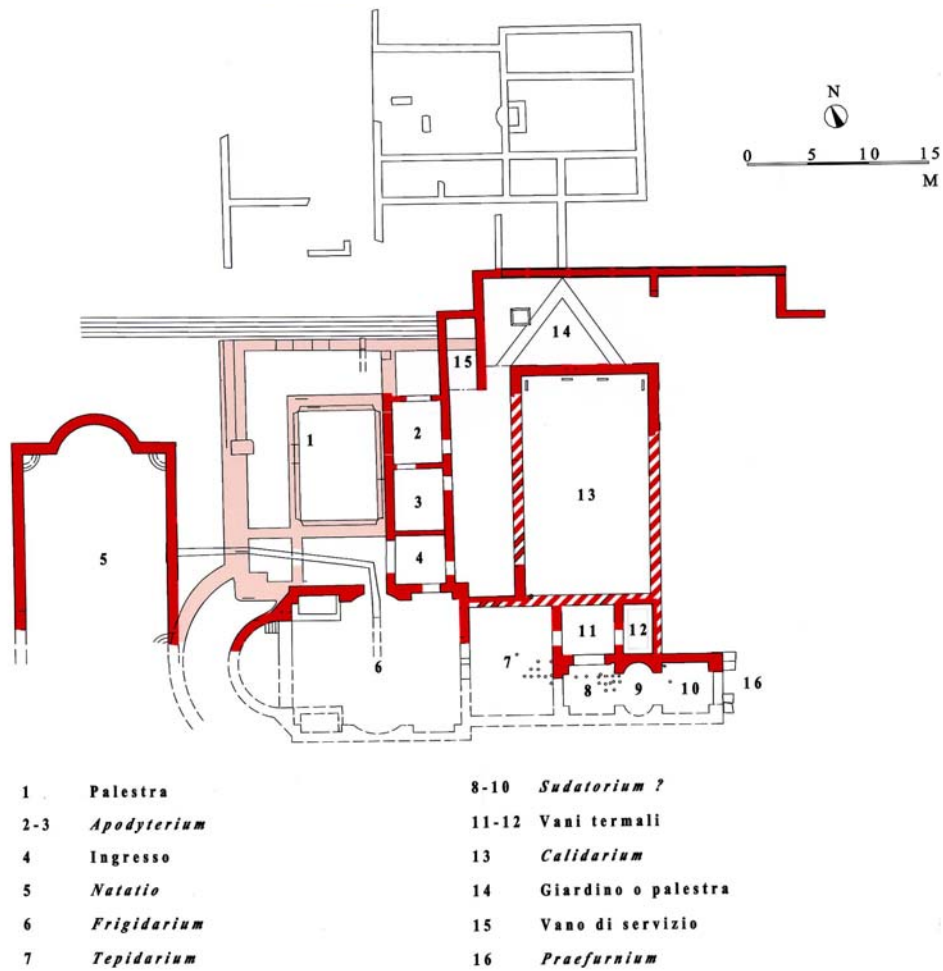 N
0 5 10 15
M
14
15
1
2
13
3
5
4
11
12
6
7
8
9
10
16
1 Palestra
2-3 Apodyterium
4 Ingresso
5 Natatio
6 Frigidarium
7 Tepidarium
8-10 Sudatorium ?
11-12 Vani termali
13 Calidarium
14 Giardino o palestra
15 Vano di servizio
16 Praefurnium